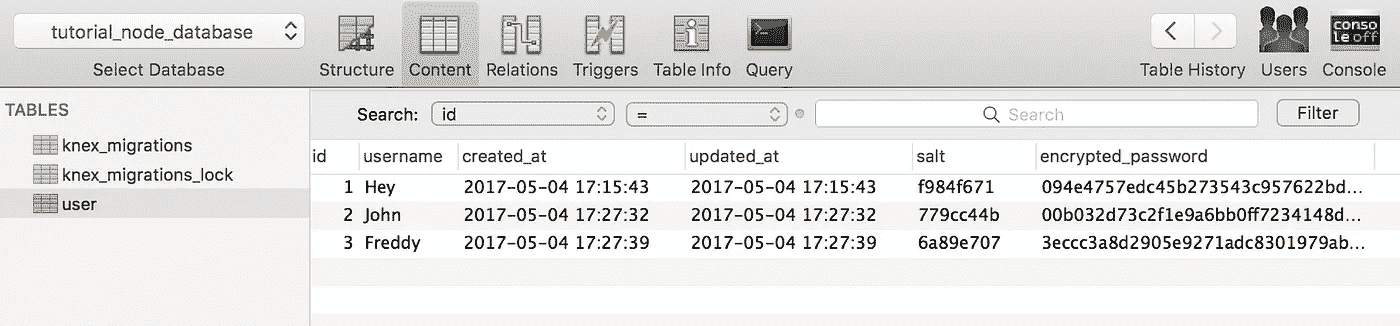 tutorial_node_database
Select Database
Structure Content Relations Triggers Table Info Query
conso
le off
Table History Users Console
TABLES
knex_migrations
knex_migrations_lock
user
Search: id = Search Filter
id username created_at updated_at salt encrypted_password
1 Hey 2017-05-04 17:15:43 2017-05-04 17:15:43 f984f671 094e4757edc45b273543c957622bd...
2 John 2017-05-04 17:27:32 2017-05-04 17:27:32 779cc44b 00b032d73c2f1e9a6bb0ff7234148d...
3 Freddy 2017-05-04 17:27:39 2017-05-04 17:27:39 6a89e707 3eccc3a8d2905e9271adc8301979ab...